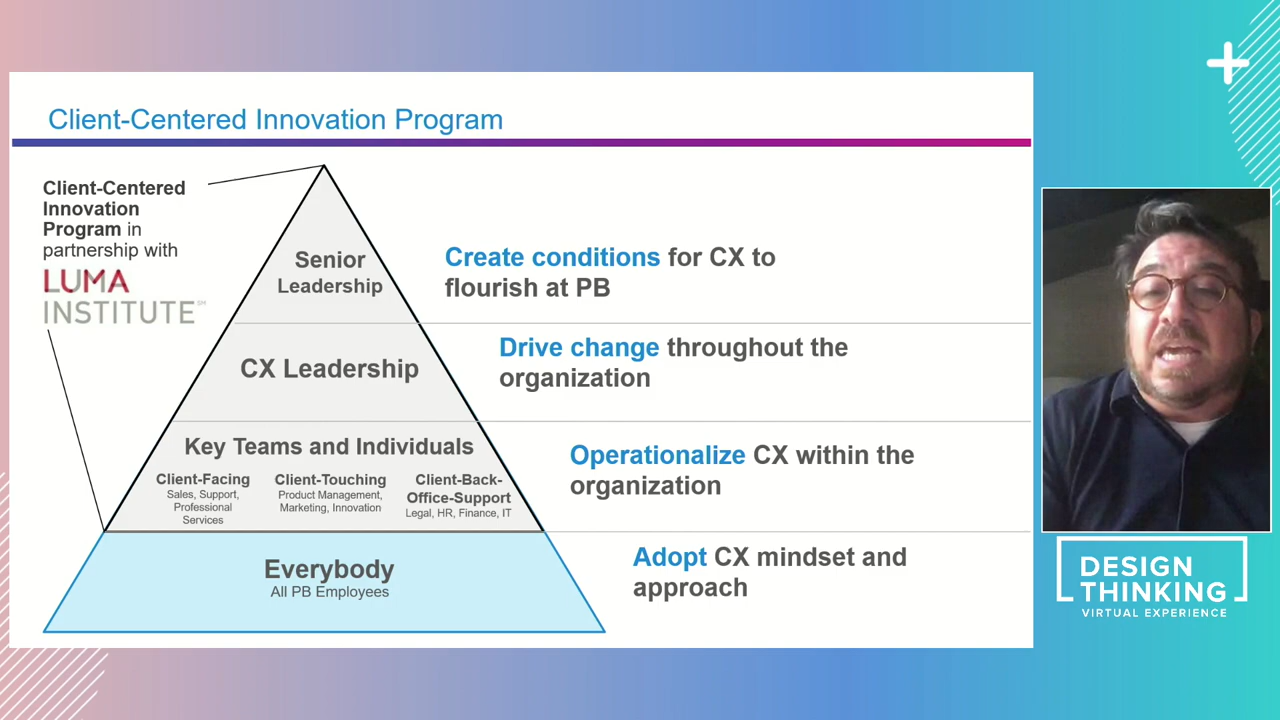 Client-Centered Innovation Program
Client-Centered
Innovation
Program in
partnership with
LUMA
INSTITUTE℠
Senior
Leadership
Create conditions for CX to
flourish at PB
CX Leadership
Drive change throughout the
organization
Key Teams and Individuals
Client-Facing
Sales, Support,
Professional
Services
Client-Touching
Product Management,
Marketing, Innovation
Client-Back-
Office-Support
Legal, HR, Finance, IT
Operationalize CX within the
organization
Everybody
All PB Employees
Adopt CX mindset and
approach
DESIGN
THINKING
VIRTUAL EXPERIENCE